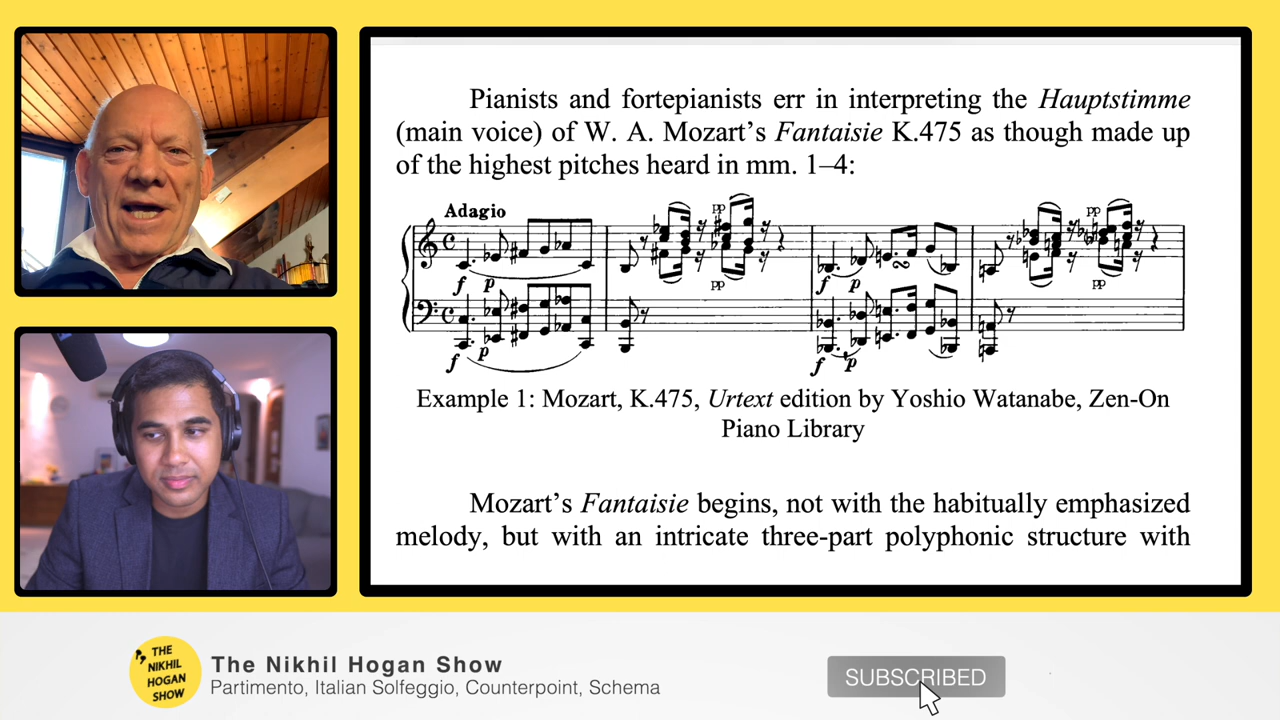 Pianists and fortepianists err in interpreting the Hauptstimme
(main voice) of W. A. Mozart’s Fantaisie K.475 as though made up
of the highest pitches heard in mm. 1–4:
Adagio
pp
pp
f p
f p
pp
pp
f p
f p
Example 1: Mozart, K.475, Urtext edition by Yoshio Watanabe, Zen-On
Piano Library
Mozart’s Fantaisie begins, not with the habitually emphasized
melody, but with an intricate three-part polyphonic structure with
THE
NIKHIL
HOGAN
SHOW
The Nikhil Hogan Show
Partimento, Italian Solfeggio, Counterpoint, Schema
SUBSCRIBED